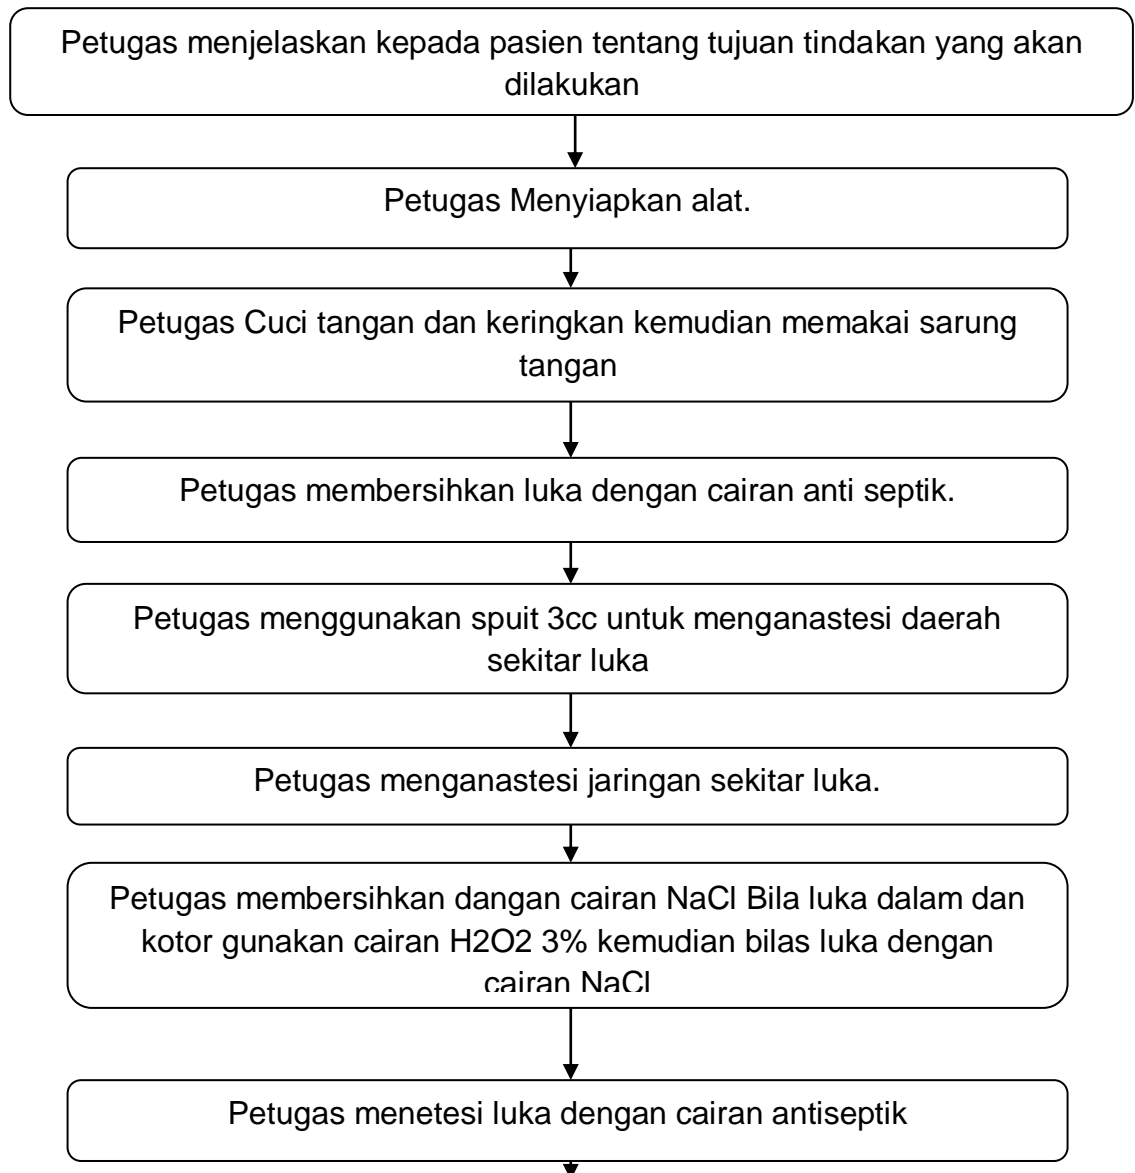 Petugas menjelaskan kepada pasien tentang tujuan tindakan yang akan
dilakukan
Petugas Menyiapkan alat.
Petugas Cuci tangan dan keringkan kemudian memakai sarung
tangan
Petugas membersihkan luka dengan cairan anti septik.
Petugas menggunakan spuit 3cc untuk menganastesi daerah
sekitar luka
Petugas menganastesi jaringan sekitar luka.
Petugas membersihkan dangan cairan NaCl Bila luka dalam dan
kotor gunakan cairan H2O2 3% kemudian bilas luka dengan
cairan NaCl
Petugas menetesi luka dengan cairan antiseptik